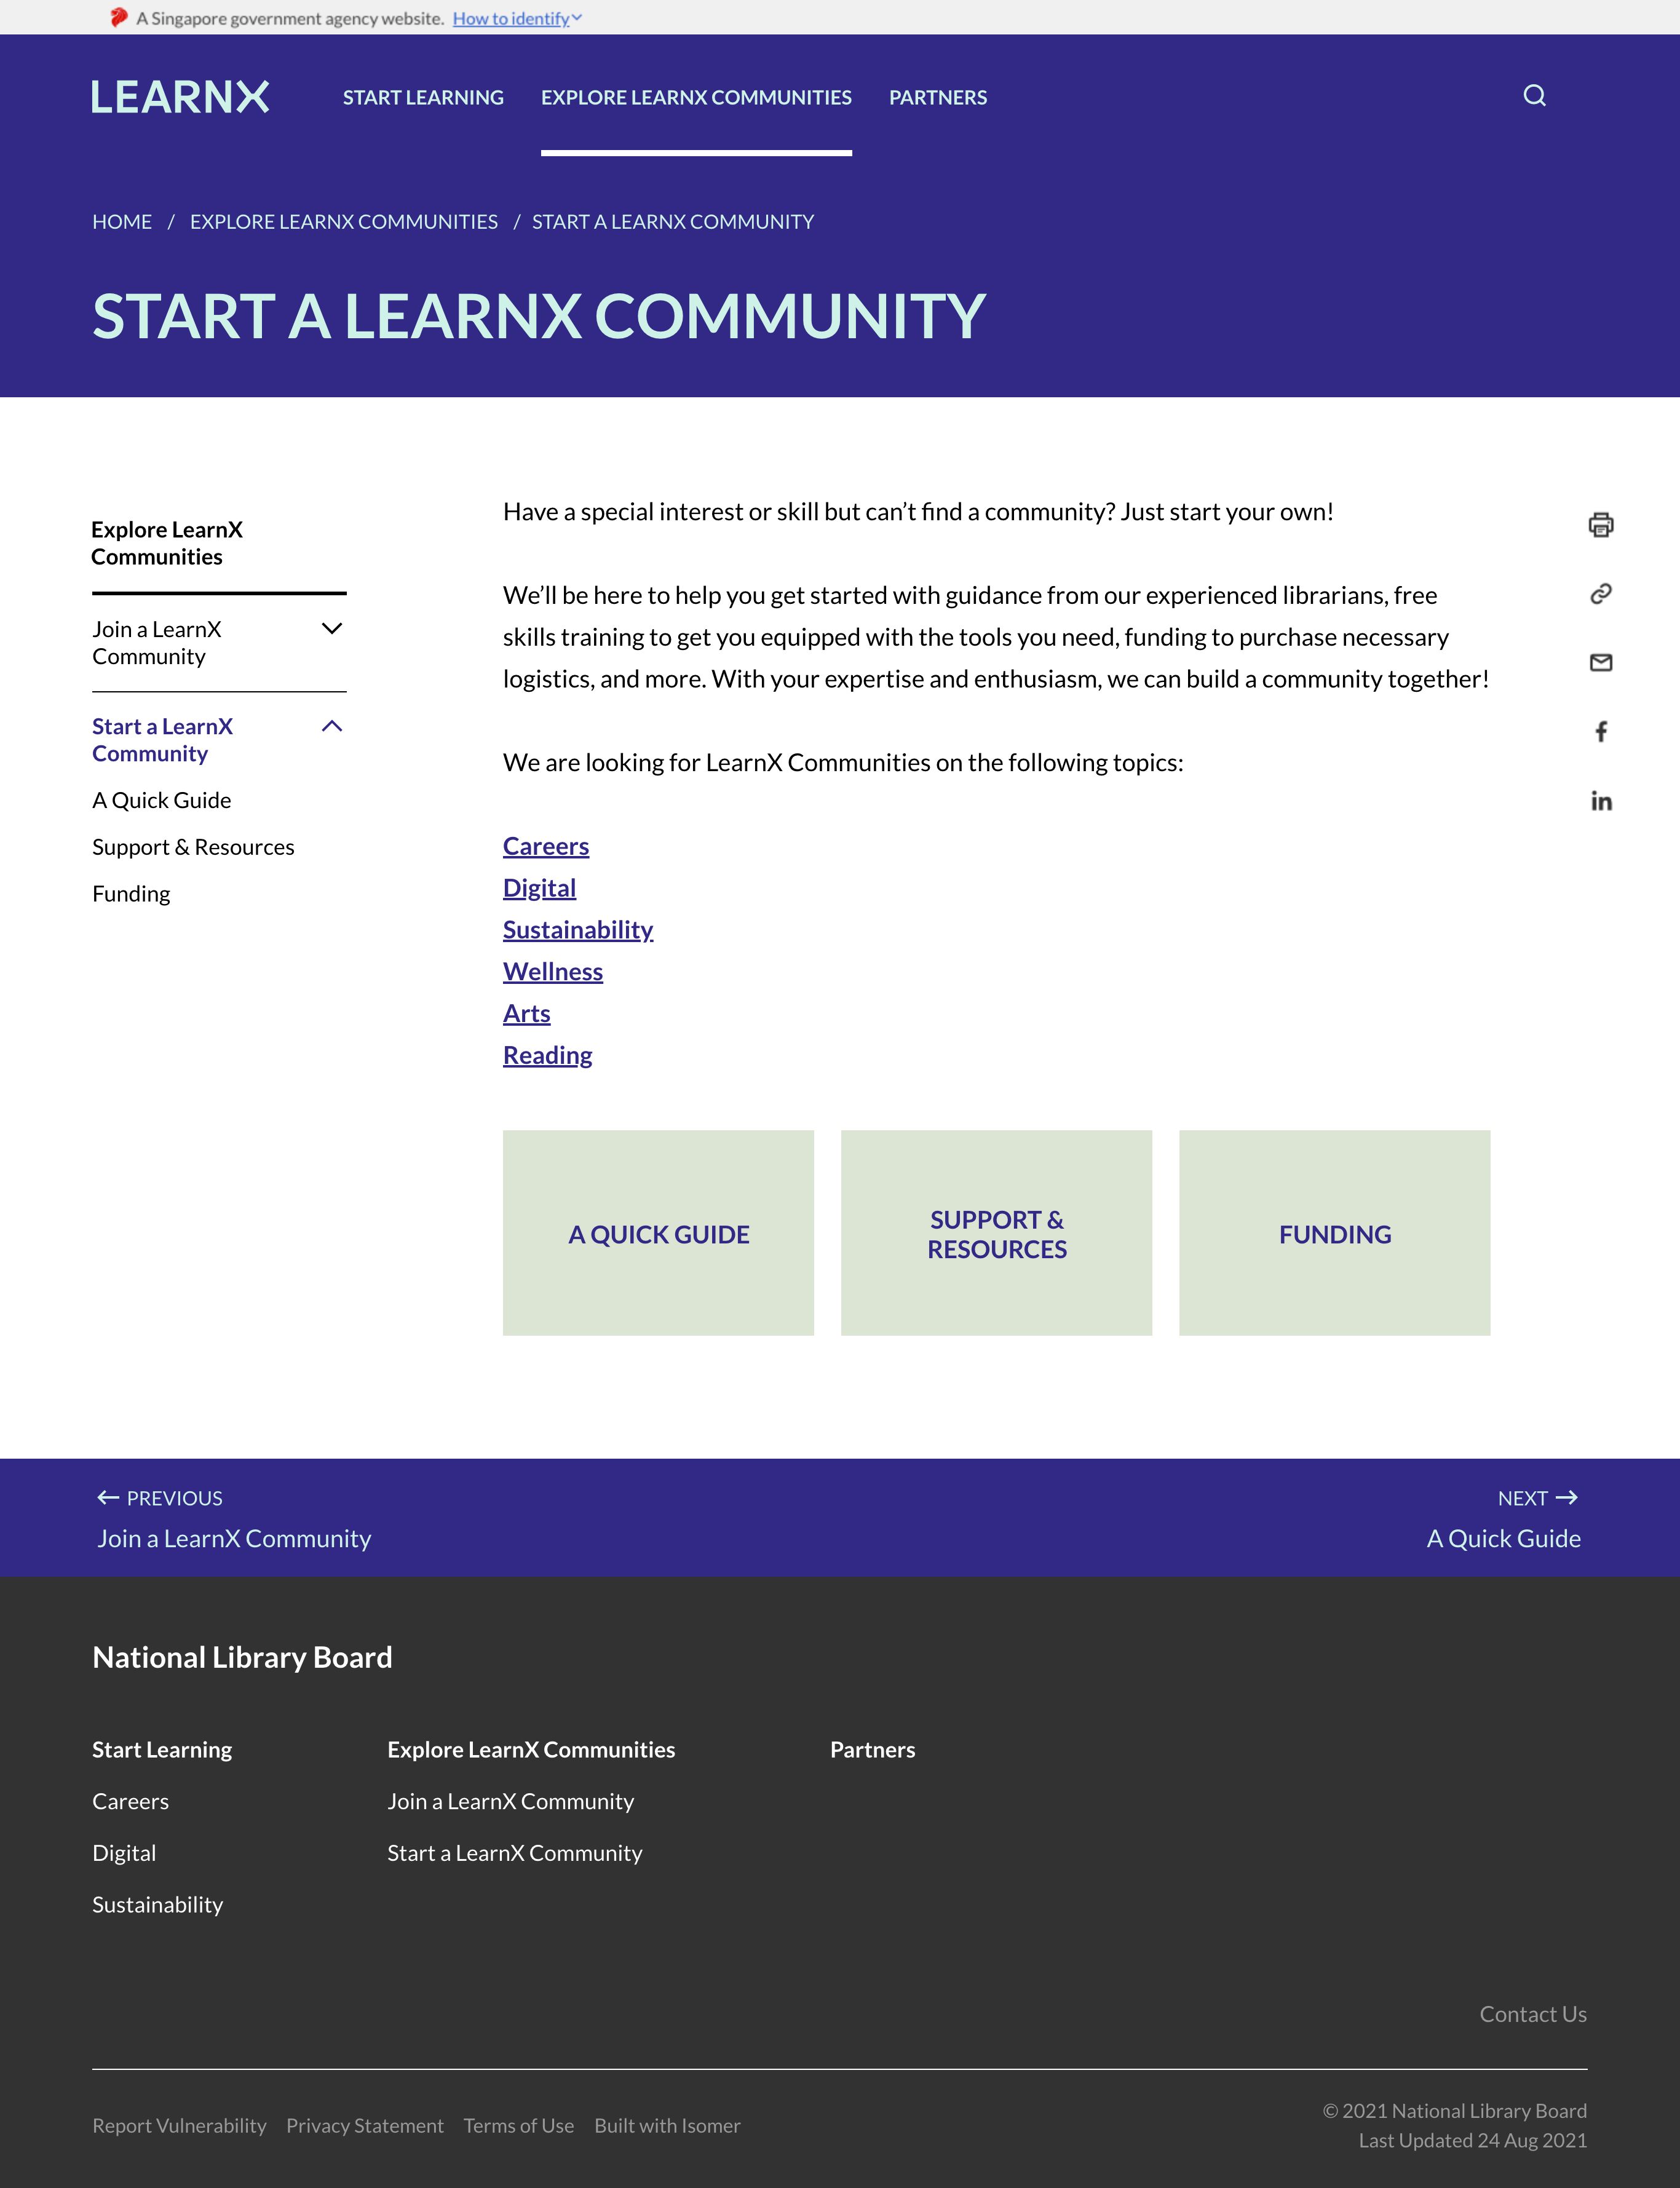 A Singapore government agency website. How to identify
LEARNX
START LEARNING
EXPLORE LEARNX COMMUNITIES
PARTNERS
HOME / EXPLORE LEARNX COMMUNITIES / START A LEARNX COMMUNITY
START A LEARNX COMMUNITY
Explore LearnX
Communities
Join a LearnX
Community
Start a LearnX
Community
A Quick Guide
Support & Resources
Funding
Have a special interest or skill but can’t find a community? Just start your own!
We’ll be here to help you get started with guidance from our experienced librarians, free
skills training to get you equipped with the tools you need, funding to purchase necessary
logistics, and more. With your expertise and enthusiasm, we can build a community together!
We are looking for LearnX Communities on the following topics:
Careers
Digital
Sustainability
Wellness
Arts
Reading
A QUICK GUIDE
SUPPORT &
RESOURCES
FUNDING
PREVIOUS
Join a LearnX Community
NEXT
A Quick Guide
National Library Board
Start Learning
Careers
Digital
Sustainability
Explore LearnX Communities
Join a LearnX Community
Start a LearnX Community
Partners
Contact Us
Report Vulnerability
Privacy Statement
Terms of Use
Built with Isomer
© 2021 National Library Board
Last Updated 24 Aug 2021